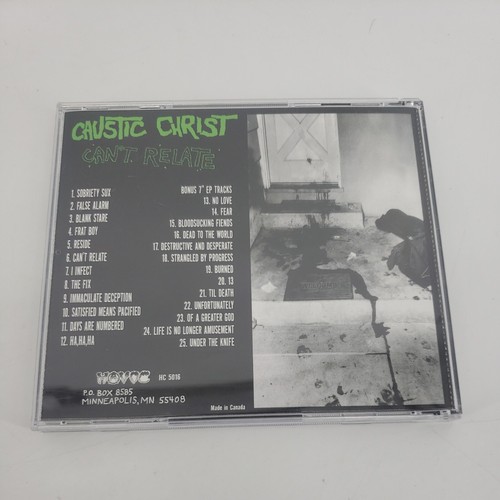 CAUSTIC CHRIST
CAN'T RELATE
1. SOBRIETY SUX
2. FALSE ALARM
3. BLANK STARE
4. FRAT BOY
5. RESIDE
6. CAN'T RELATE
7. I INFECT
8. THE FIX
9. IMMACULATE DECEPTION
10. SATISFIED MEANS PACIFIED
11. DAYS ARE NUMBERED
12. HA,HA,HA
BONUS 7" EP TRACKS
13. NO LOVE
14. FEAR
15. BLOODSUCKING FIENDS
16. DEAD TO THE WORLD
17. DESTRUCTIVE AND DESPERATE
18. STRANGLED BY PROGRESS
19. BURNED
20. 13
21. TIL DEATH
22. UNFORTUNATELY
23. OF A GREATER GOD
24. LIFE IS NO LONGER AMUSEMENT
25. UNDER THE KNIFE
HAVOC HC 5016
P.O. BOX 8585
MINNEAPOLIS, MN 55408
Made in Canada